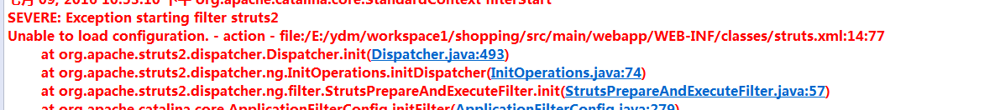 七月 09, 2016 10:53:10 下午 org.apache.catalina.core.StandardContext filterStart
SEVERE: Exception starting filter struts2
Unable to load configuration. - action - file:/E:/ydm/workspace1/shopping/src/main/webapp/WEB-INF/classes/struts.xml:14:77
at org.apache.struts2.dispatcher.Dispatcher.init(Dispatcher.java:493)
at org.apache.struts2.dispatcher.ng.InitOperations.initDispatcher(InitOperations.java:74)
at org.apache.struts2.dispatcher.ng.filter.StrutsPrepareAndExecuteFilter.init(StrutsPrepareAndExecuteFilter.java:57)
at org.apache.catalina.core.ApplicationFilterConfig.initFilter(ApplicationFilterConfig.java:279)